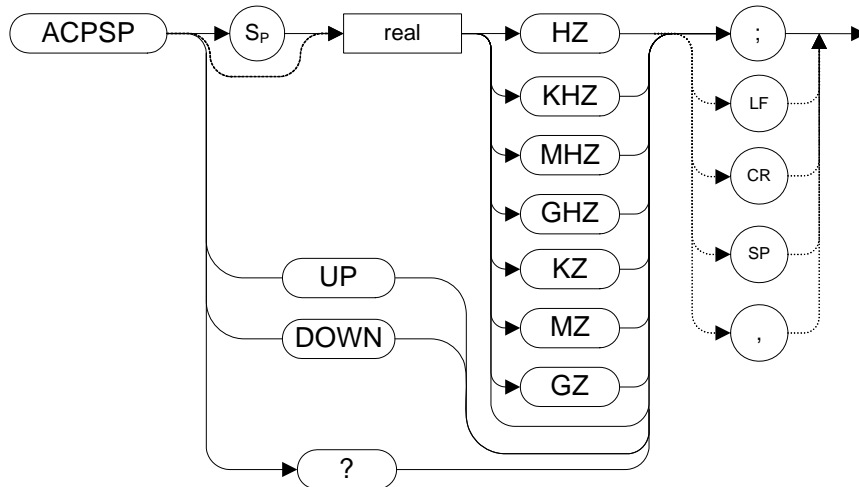 ACPSP
SP
real
HZ
;
KHZ
LF
MHZ
CR
GHZ
KZ
SP
UP
MZ
DOWN
,
GZ
?